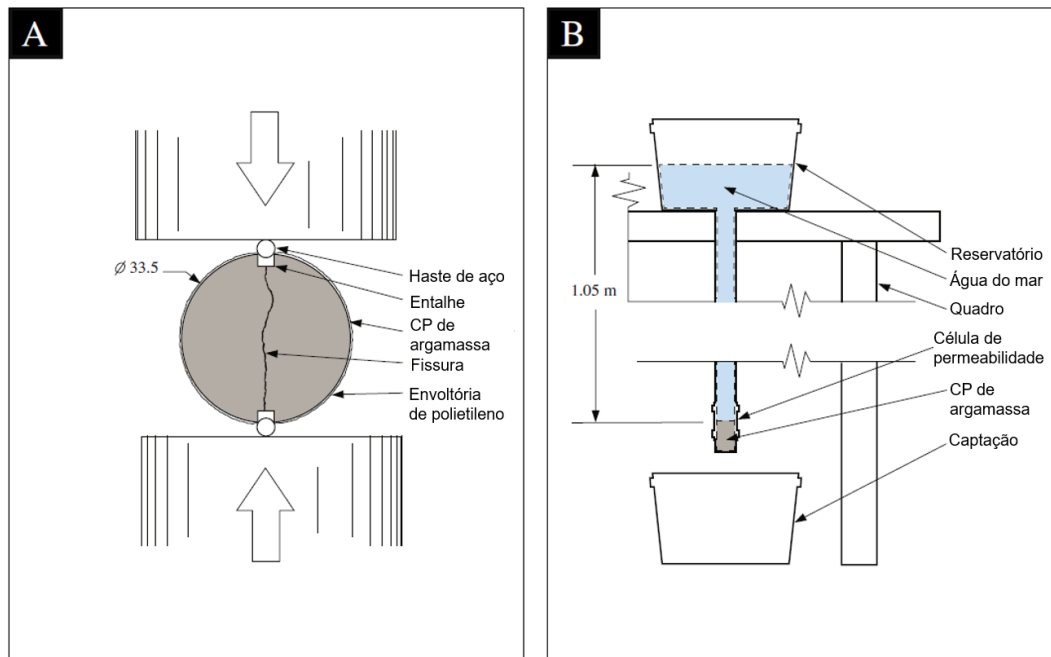 A
Ø 33.5
Haste de aço
Entalhe
CP de
argamassa
Fissura
Envoltória
de polietileno
B
1.05 m
Reservatório
Água do mar
Quadro
Célula de
permeabilidade
CP de
argamassa
Captação